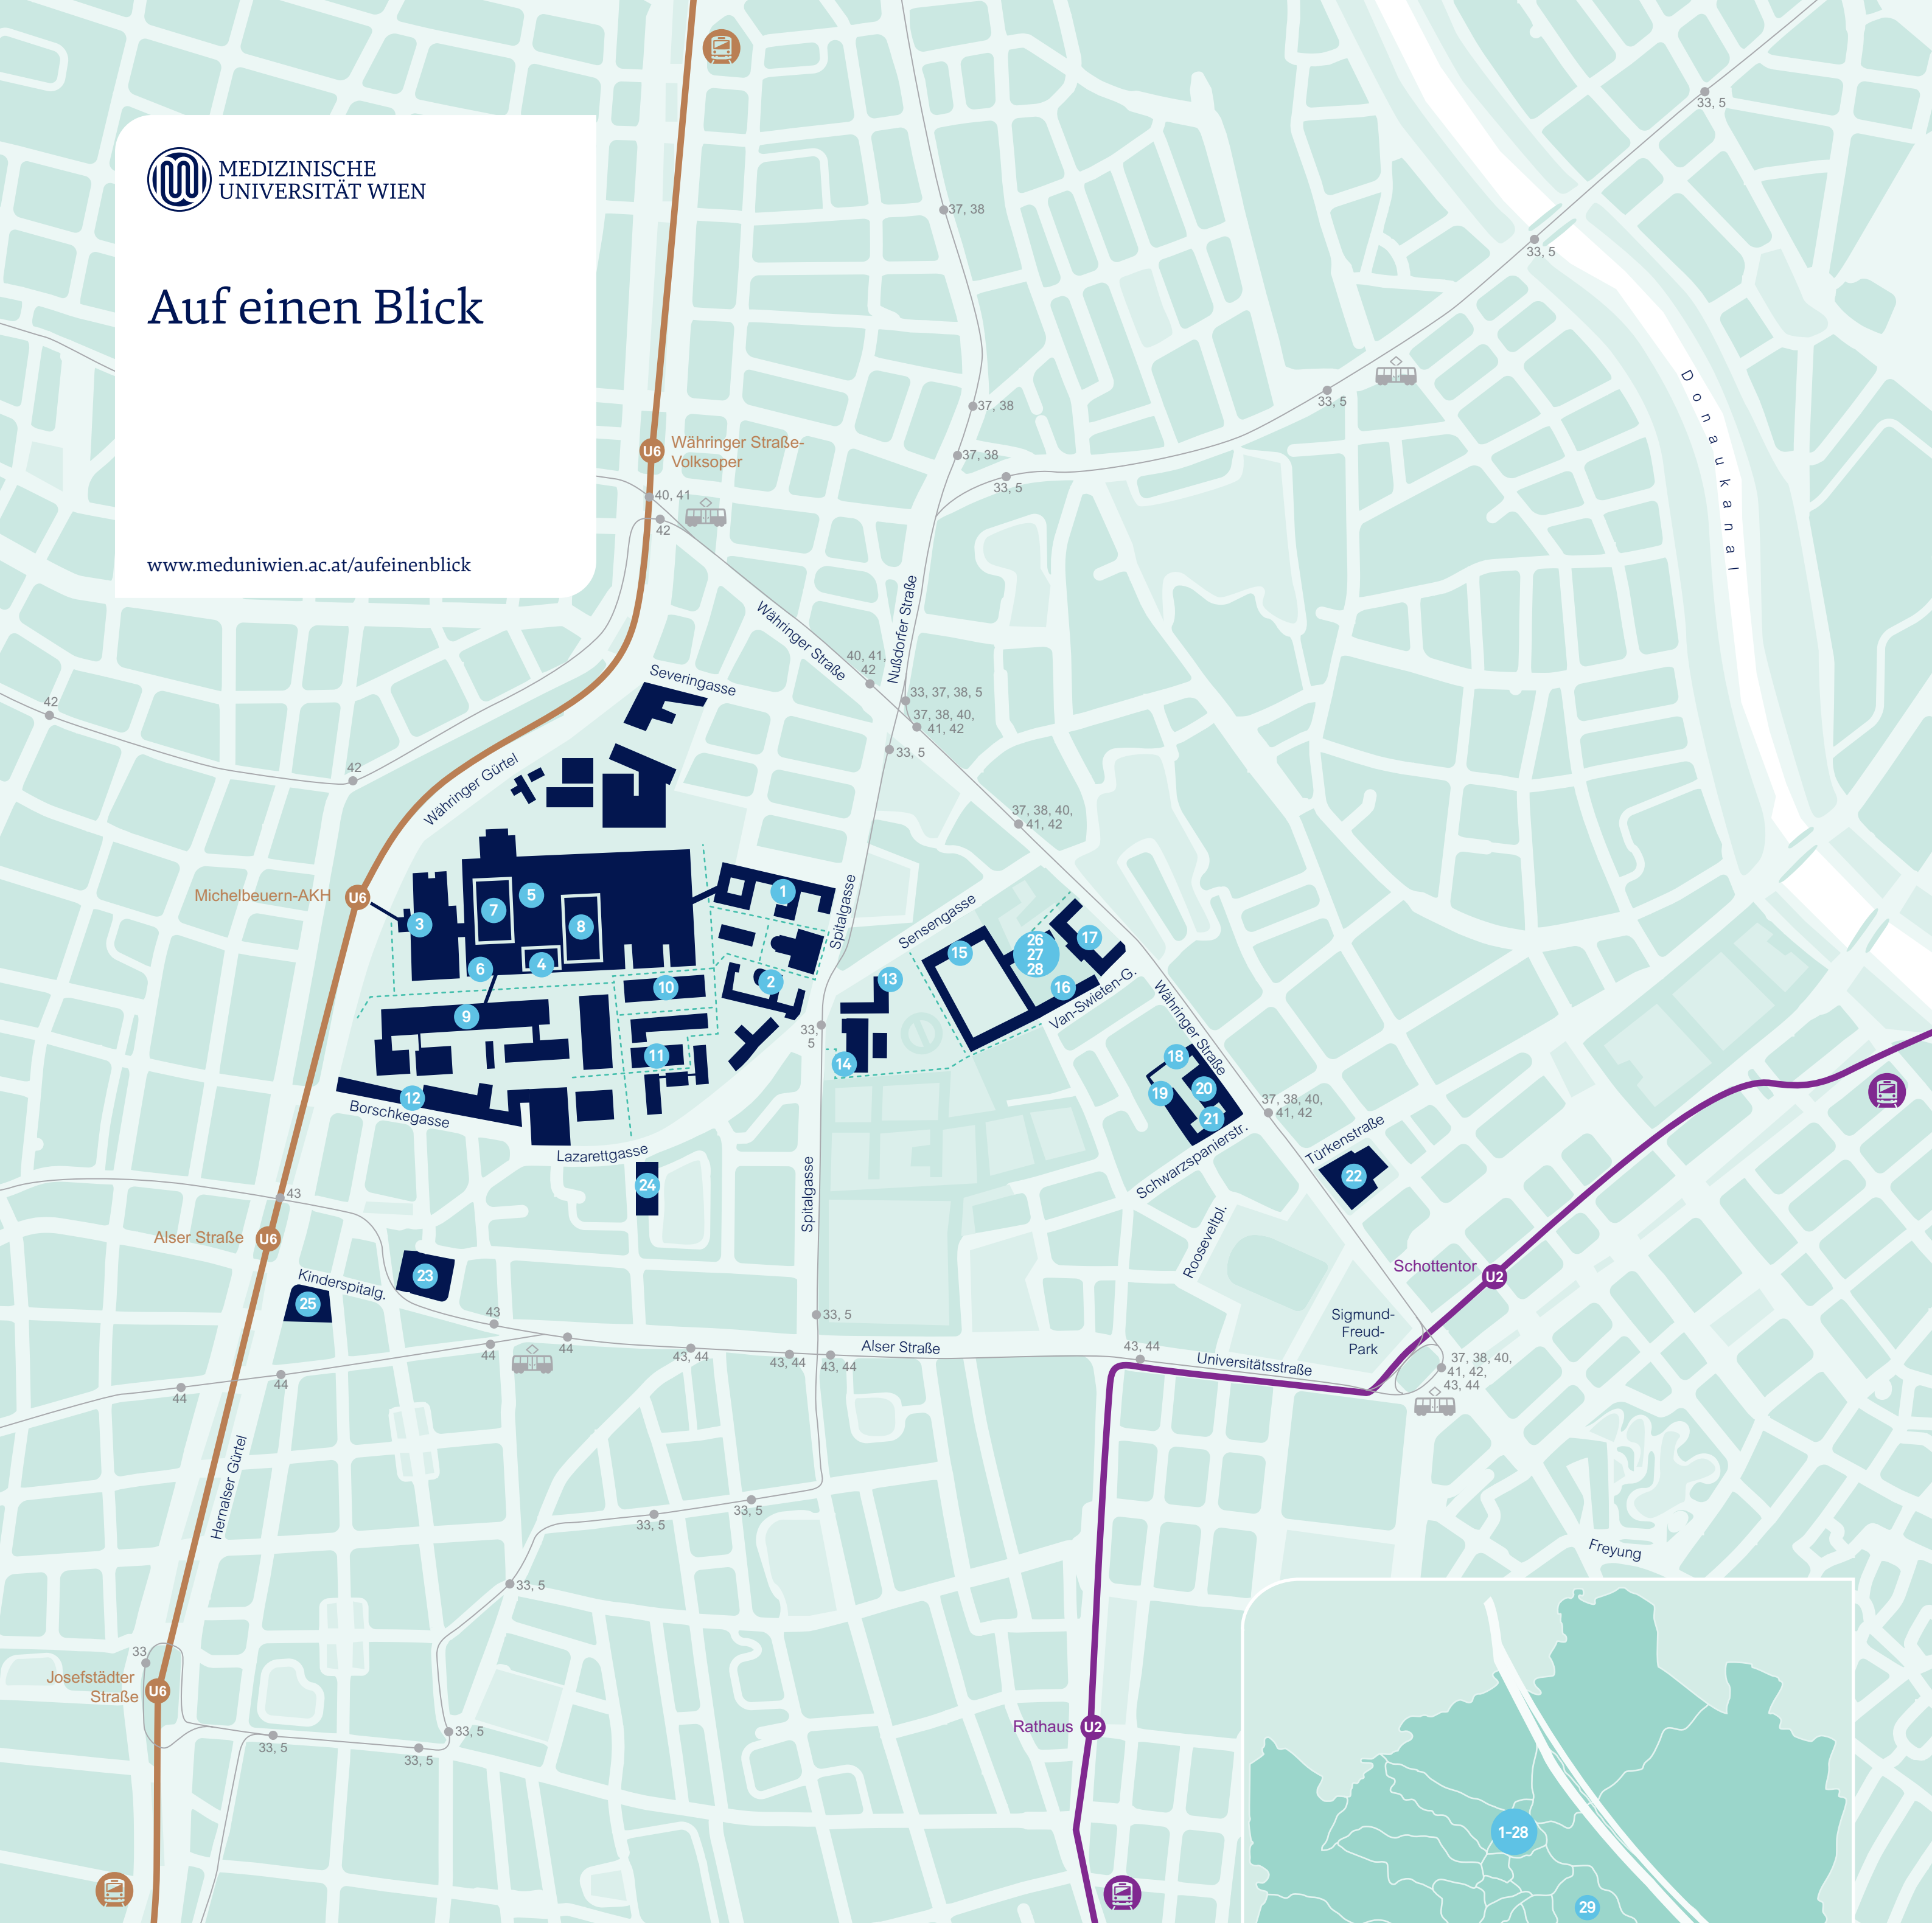 MEDIZINISCHE
UNIVERSITÄT WIEN
Auf einen Blick
www.meduniwien.ac.at/aufeinenblick
33, 5
37, 38
33, 5
Donaukanal
33, 5
37, 38
U6
Währinger Straße-
Volksoper
37, 38
33, 5
40, 41
42
Währinger Straße
Nußdorfer Straße
40, 41,
42
Severingasse
33, 37, 38, 5
37, 38, 40,
41, 42
33, 5
42
42
Währinger Gürtel
37, 38, 40,
41, 42
Michelbeuern-AKH
U6
1
2
3
4
5
6
7
8
9
10
11
12
Spitalgasse
Sensengasse
13
14
15
26
27
28
17
16
Van-Swieten-G.
Währinger Straße
33,
5
18
19
20
21
Schwarzspanierstr.
37, 38, 40,
41, 42
Türkenstraße
22
Borschkegasse
Lazarettgasse
24
Spitalgasse
Rooseveltpl.
43
Alser Straße
U6
Kinderspitalg.
23
25
Schottentor
U2
Sigmund-
Freud-
Park
43
44
44
43, 44
43, 44
43, 44
33, 5
Alser Straße
43, 44
Universitätsstraße
37, 38, 40,
41, 42,
43, 44
44
44
Hernalser Gürtel
33, 5
33, 5
33, 5
Freyung
33
Josefstädter
Straße
U6
33, 5
33, 5
33, 5
Rathaus
U2
1-28
29